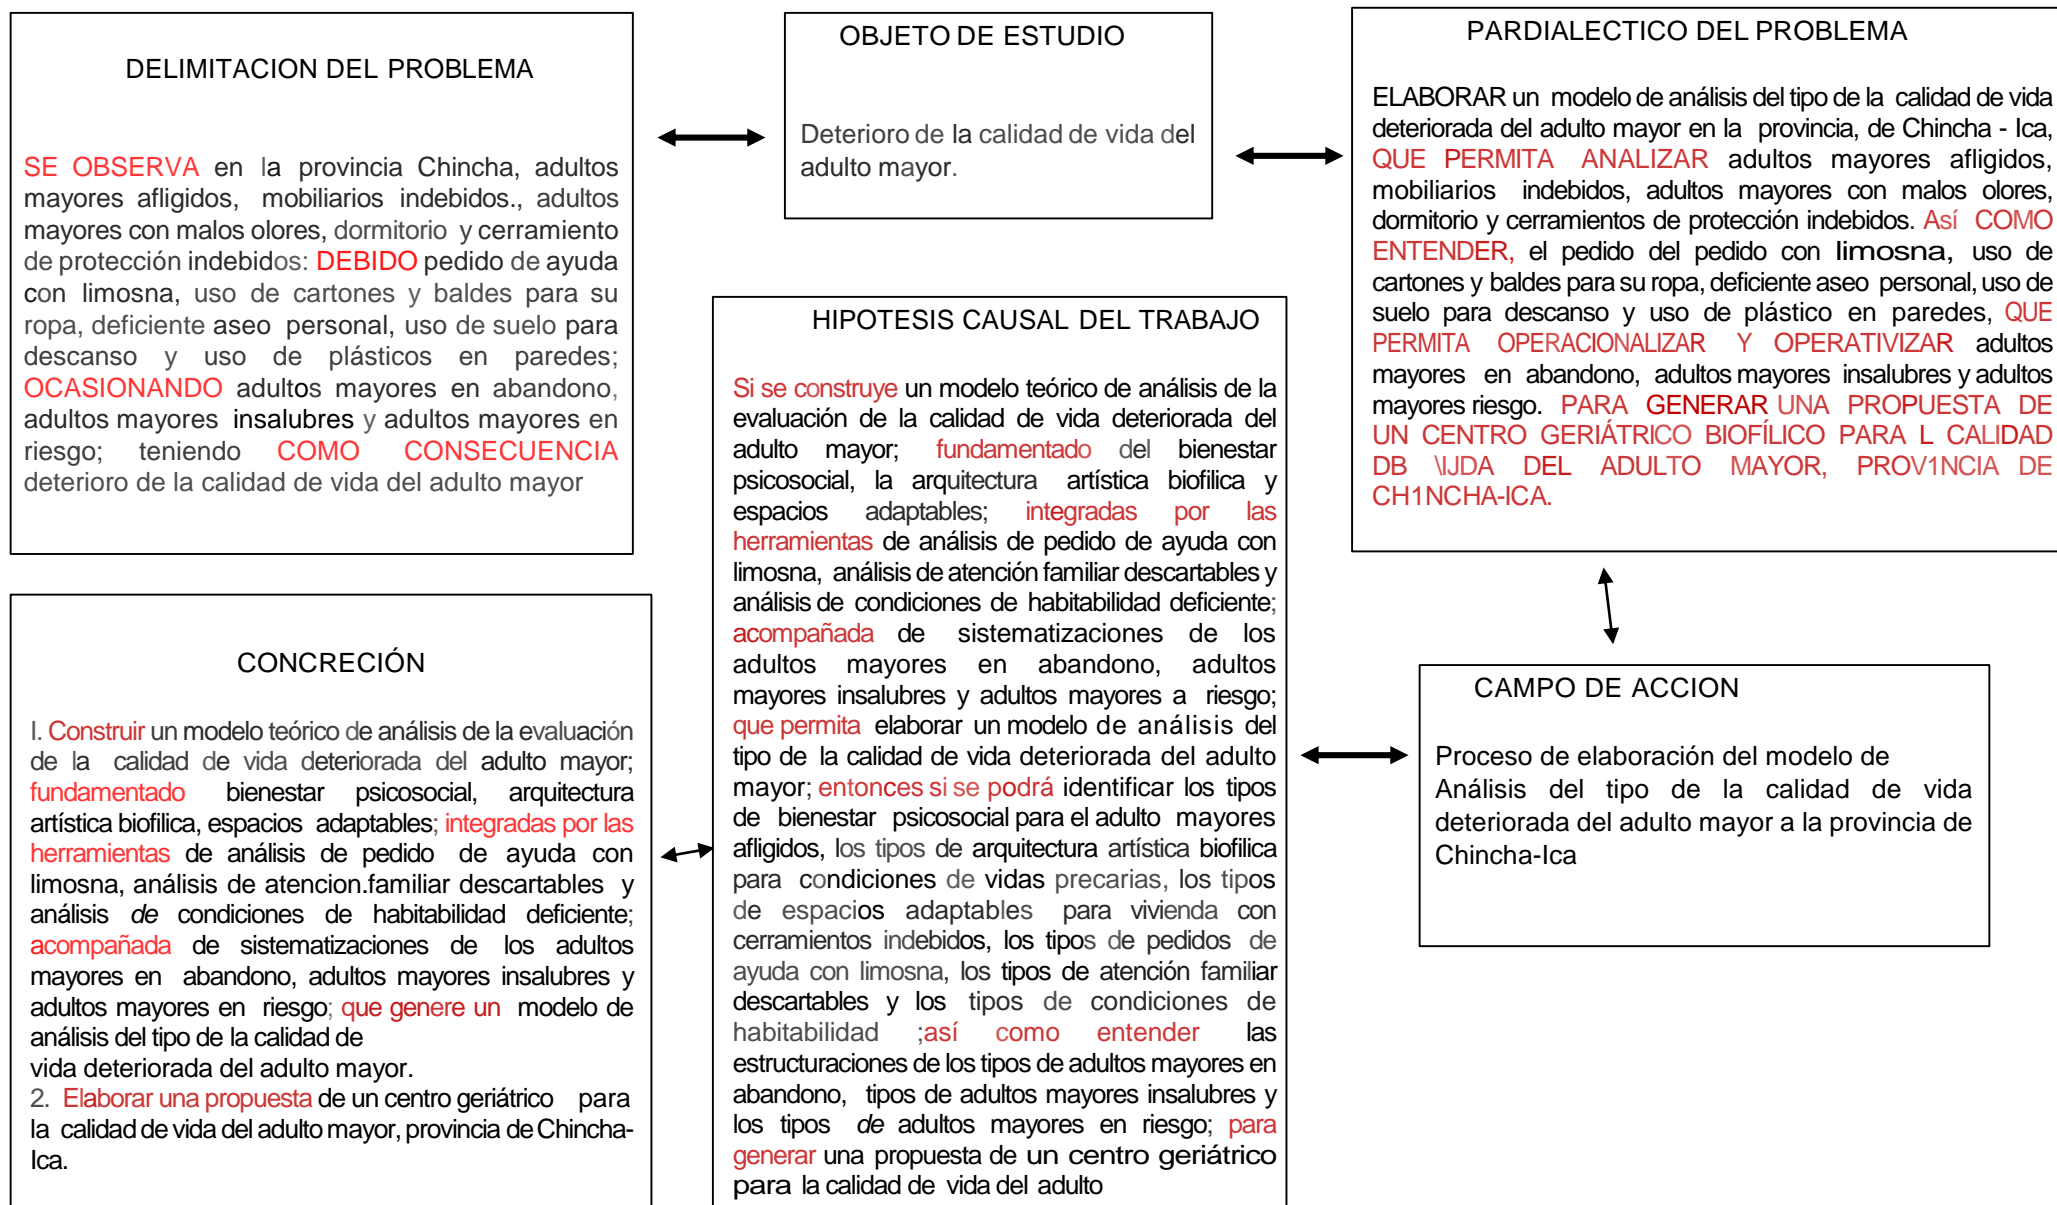 DELIMITACION DEL PROBLEMA
SE OBSERVA en la provincia Chincha, adultos
mayores afligidos, mobiliarios indebidos., adultos
mayores con malos olores, dormitorio y cerramiento
de protección indebidos: DEBIDO pedido de ayuda
con limosna, uso de cartones y baldes para su
ropa, deficiente aseo personal, uso de suelo para
descanso y uso de plásticos en paredes;
OCASIONANDO adultos mayores en abandono,
adultos mayores insalubres y adultos mayores en
riesgo; teniendo COMO CONSECUENCIA
deterioro de la calidad de vida del adulto mayor
OBJETO DE ESTUDIO
Deterioro de la calidad de vida del
adulto mayor.
PARDIALECTICO DEL PROBLEMA
ELABORAR un modelo de análisis del tipo de la calidad de vida
deteriorada del adulto mayor en la provincia, de Chincha - Ica,
QUE PERMITA ANALIZAR adultos mayores afligidos,
mobiliarios indebidos, adultos mayores con malos olores,
dormitorio y cerramientos de protección indebidos. Así COMO
ENTENDER, el pedido del pedido con limosna, uso de
cartones y baldes para su ropa, deficiente aseo personal, uso de
suelo para descanso y uso de plástico en paredes, QUE
PERMITA OPERACIONALIZAR Y OPERATIVIZAR adultos
mayores en abandono, adultos mayores insalubres y adultos
mayores riesgo. PARA GENERAR UNA PROPUESTA DE
UN CENTRO GERIÁTRICO BIOFÍLICO PARA L CALIDAD
DB \IJDA DEL ADULTO MAYOR, PROV1NCIA DE
CH1NCHA-ICA.
CONCRECIÓN
I. Construir un modelo teórico de análisis de la evaluación
de la calidad de vida deteriorada del adulto mayor;
fundamentado bienestar psicosocial, arquitectura
artística biofilica, espacios adaptables; integradas por las
herramientas de análisis de pedido de ayuda con
limosna, análisis de atencion.familiar descartables y
análisis de condiciones de habitabilidad deficiente;
acompañada de sistematizaciones de los adultos
mayores en abandono, adultos mayores insalubres y
adultos mayores en riesgo; que genere un modelo de
análisis del tipo de la calidad de
vida deteriorada del adulto mayor.
2. Elaborar una propuesta de un centro geriátrico para
la calidad de vida del adulto mayor, provincia de Chincha-
Ica.
HIPOTESIS CAUSAL DEL TRABAJO
Si se construye un modelo teórico de análisis de la
evaluación de la calidad de vida deteriorada del
adulto mayor; fundamentado del bienestar
psicosocial, la arquitectura artística biofilica y
espacios adaptables; integradas por las
herramientas de análisis de pedido de ayuda con
limosna, análisis de atención familiar descartables y
análisis de condiciones de habitabilidad deficiente;
acompañada de sistematizaciones de los
adultos mayores en abandono, adultos
mayores insalubres y adultos mayores a riesgo;
que permita elaborar un modelo de análisis del
tipo de la calidad de vida deteriorada del adulto
mayor; entonces si se podrá identificar los tipos
de bienestar psicosocial para el adulto mayores
afligidos, los tipos de arquitectura artística biofilica
para condiciones de vidas precarias, los tipos
de espacios adaptables para vivienda con
cerramientos indebidos, los tipos de pedidos de
ayuda con limosna, los tipos de atención familiar
descartables y los tipos de condiciones de
habitabilidad ;así como entender las
estructuraciones de los tipos de adultos mayores en
abandono, tipos de adultos mayores insalubres y
los tipos de adultos mayores en riesgo; para
generar una propuesta de un centro geriátrico
para la calidad de vida del adulto
CAMPO DE ACCION
Proceso de elaboración del modelo de
Análisis del tipo de la calidad de vida
deteriorada del adulto mayor a la provincia de
Chincha-Ica